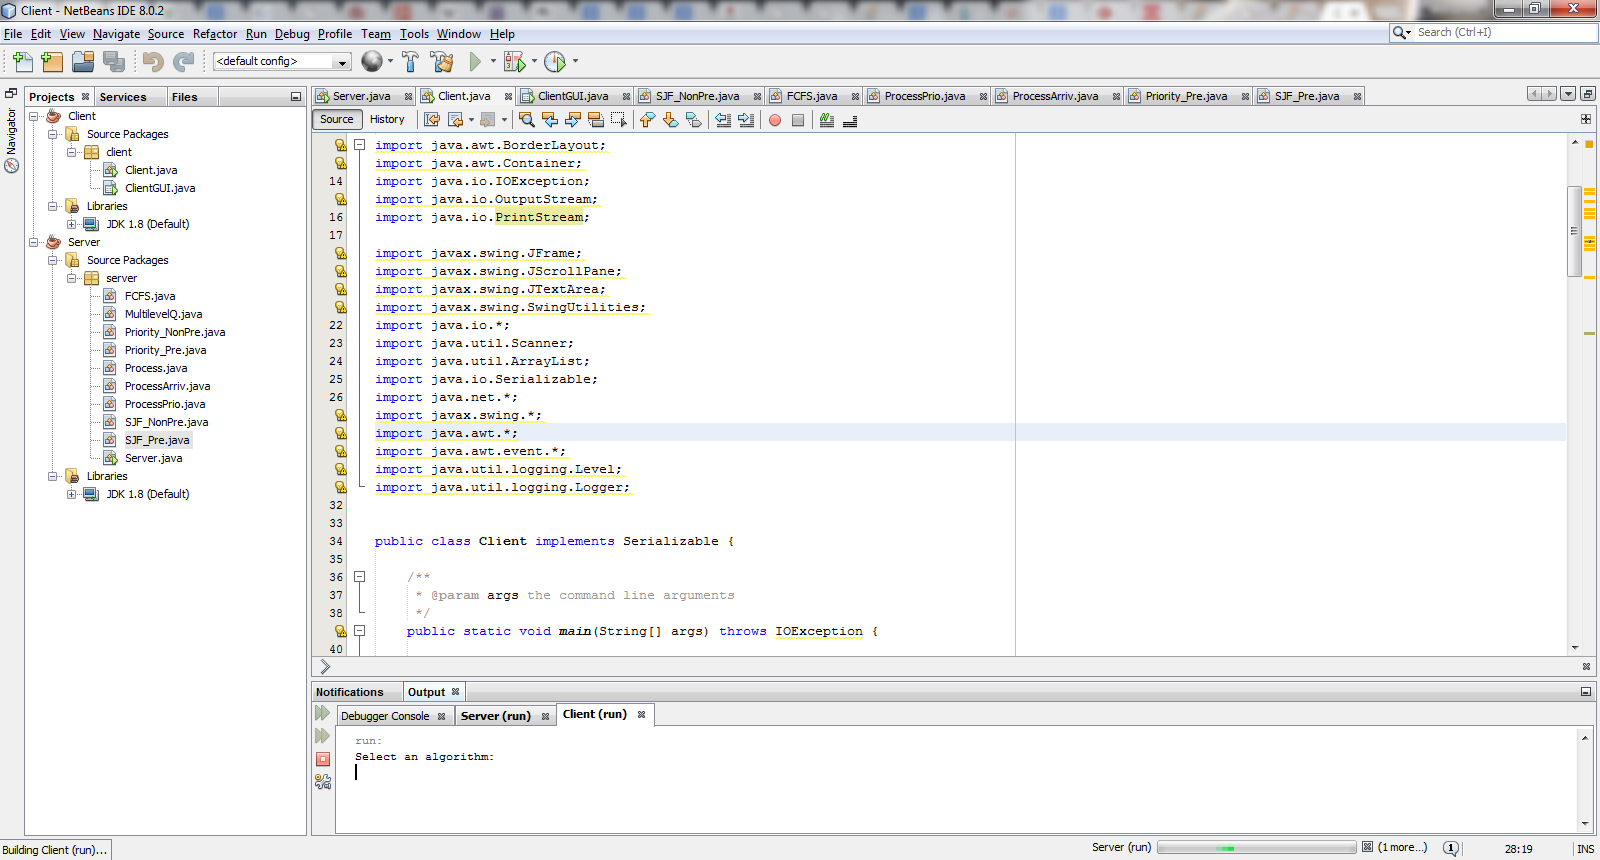 Client - NetBeans IDE 8.0.2
File Edit View Navigate Source Refactor Run Debug Profile Team Tools Window Help
Search (Ctrl+I)
<default config>
Navigator
Projects Services Files
Client
Source Packages
client
Client.java
ClientGUI.java
Libraries
JDK 1.8 (Default)
Server
Source Packages
server
FCFS.java
MultilevelQ.java
Priority_NonPre.java
Priority_Pre.java
Process.java
ProcessArriv.java
ProcessPrio.java
SJF_NonPre.java
SJF_Pre.java
Server.java
Libraries
JDK 1.8 (Default)
Server.java Client.java ClientGUI.java SJF_NonPre.java FCFS.java ProcessPrio.java ProcessArriv.java Priority_Pre.java SJF_Pre.java
Source History
import java.awt.BorderLayout;
import java.awt.Container;
14 import java.io.IOException;
import java.io.OutputStream;
16 import java.io.PrintStream;
17
import javax.swing.JFrame;
import javax.swing.JScrollPane;
import javax.swing.JTextArea;
import javax.swing.SwingUtilities;
22 import java.io.*;
23 import java.util.Scanner;
24 import java.util.ArrayList;
25 import java.io.Serializable;
26 import java.net.*;
import javax.swing.*;
import java.awt.*;
import java.awt.event.*;
import java.util.logging.Level;
import java.util.logging.Logger;
32
33
34 public class Client implements Serializable {
35
36 /**
37 * @param args the command line arguments
38 */
public static void main(String[] args) throws IOException {
40
Notifications Output
Debugger Console Server (run) Client (run)
run:
Select an algorithm:
Building Client (run)...
Server (run) (1 more...) 1 28:19 INS